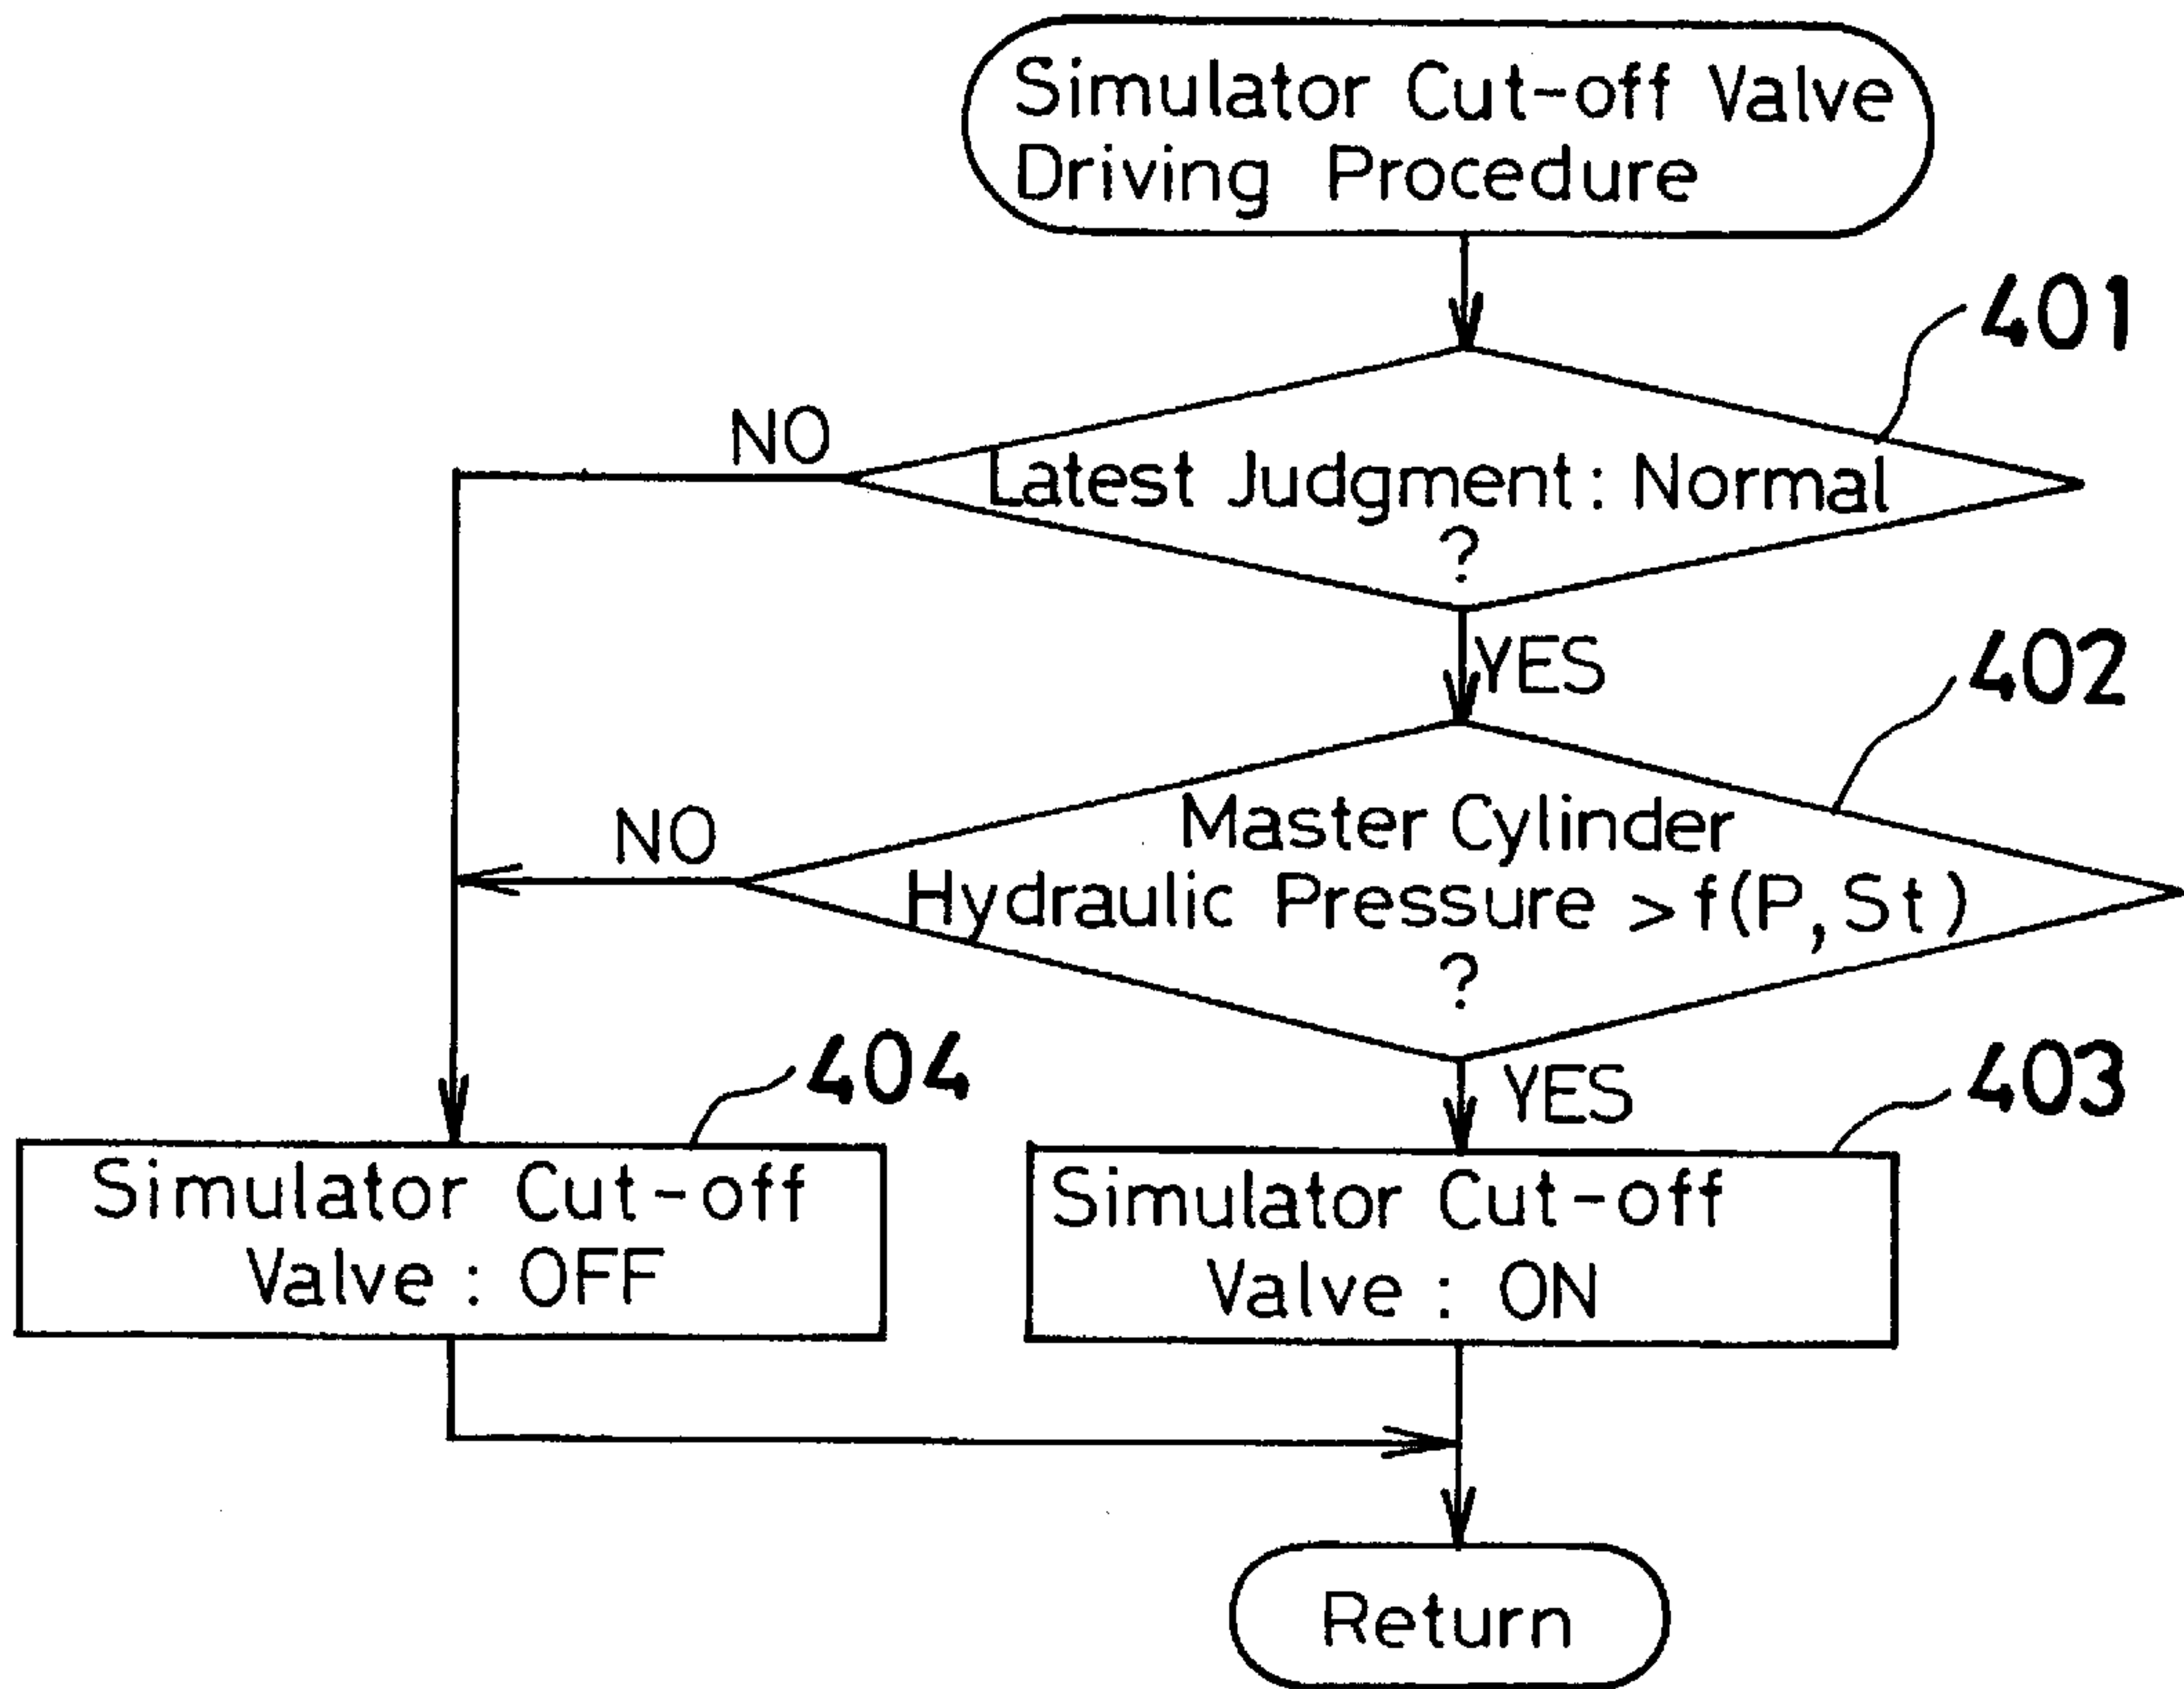 Simulator Cut-off Valve
Driving Procedure
401
NO
Latest Judgment : Normal
?
YES
402
NO
Master Cylinder
Hydraulic Pressure > f(P, St)
?
YES
404
403
Simulator Cut-off
Valve : OFF
Simulator Cut-off
Valve : ON
Return